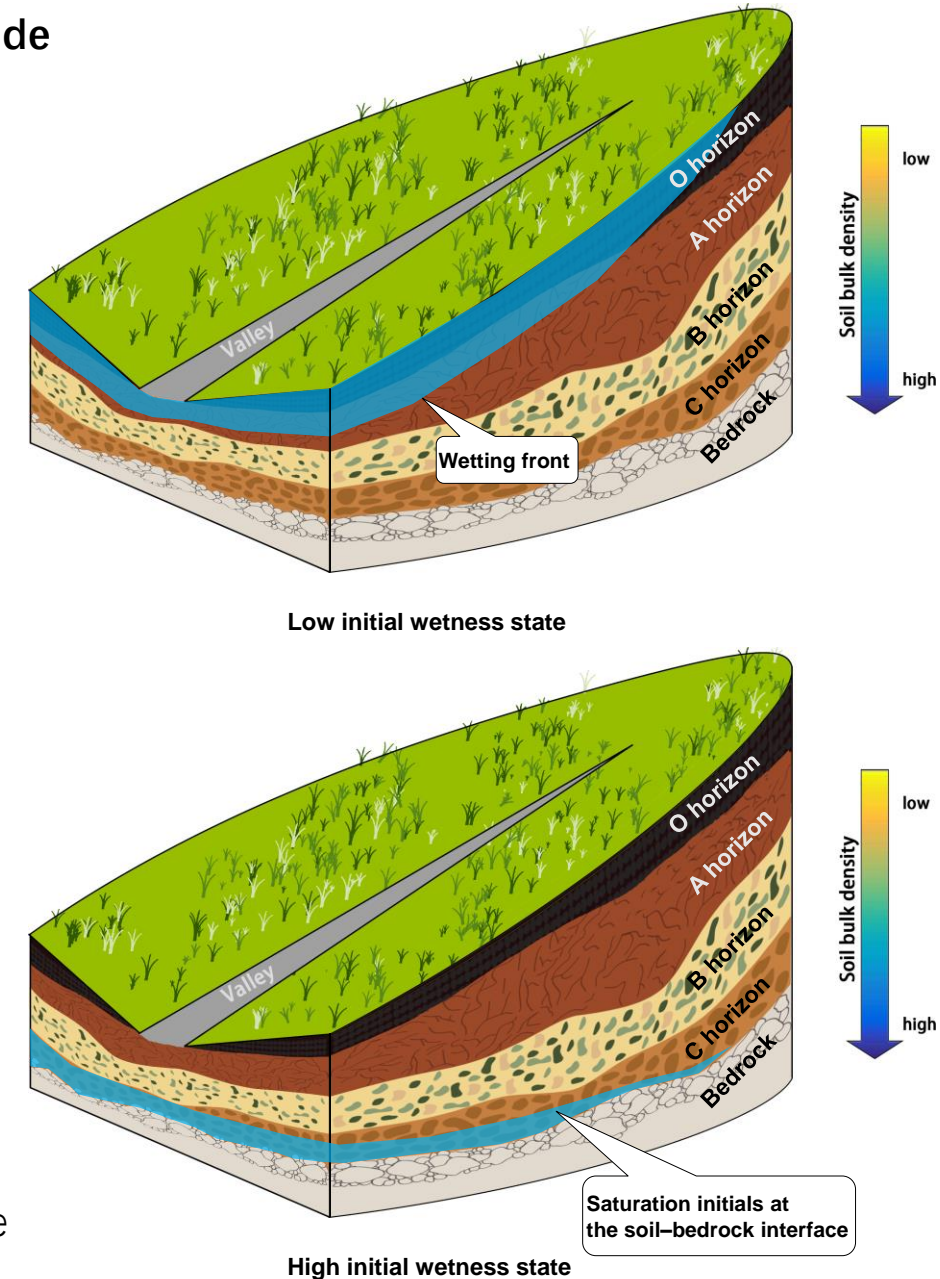 de
O horizon
A horizon
B horizon
C horizon
Bedrock
Valley
Wetting front
Soil bulk density
low
high
Low initial wetness state
O horizon
A horizon
B horizon
C horizon
Bedrock
Valley
Saturation initials at
the soil–bedrock interface
Soil bulk density
low
high
e
High initial wetness state